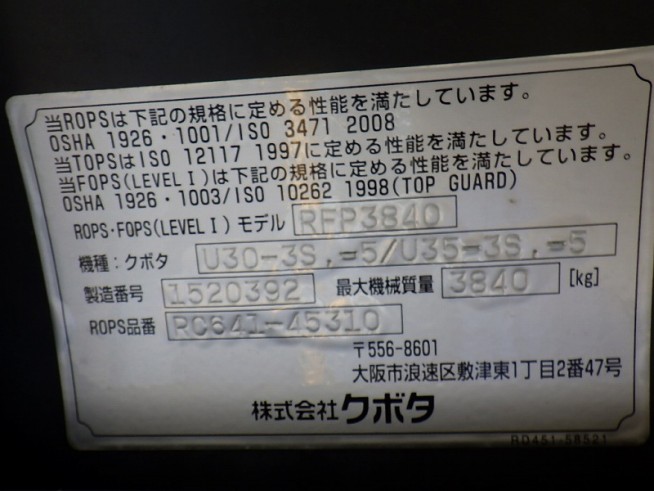 当ROPSは下記の規格に定める性能を満たしています。
OSHA 1926・1001/ISO 3471 2008
当TOPSはISO 12117 1997に定める性能を満たしています。
当FOPS(LEVEL I)は下記の規格に定める性能を満たしています。
OSHA 1926・1003/ISO 10262 1998(TOP GUARD)
ROPS・FOPS(LEVEL I) モデル RFP3840
機種：クボタ U30-3S,-5/U35-3S,-5
製造番号 1520392 最大機械質量 3840 [kg]
ROPS品番 RC641-45310
〒556-8601
大阪市浪速区敷津東1丁目2番47号
株式会社クボタ
RD451-58521